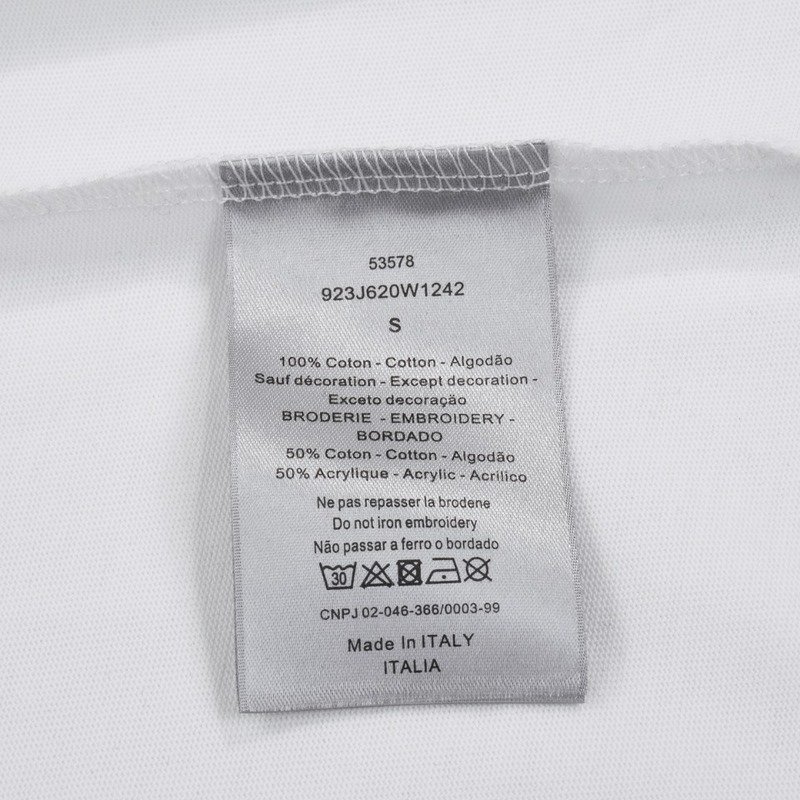 53578
923J620W1242
S
100% Coton - Cotton - Algodão
Sauf décoration - Except decoration -
Exceto decoração
BRODERIE - EMBROIDERY -
BORDADO
50% Coton - Cotton - Algodão
50% Acrylique - Acrylic - Acrílico
Ne pas repasser la brodene
Do not iron embroidery
Não passar a ferro o bordado
30
CNPJ 02-046-366/0003-99
Made In ITALY
ITALIA